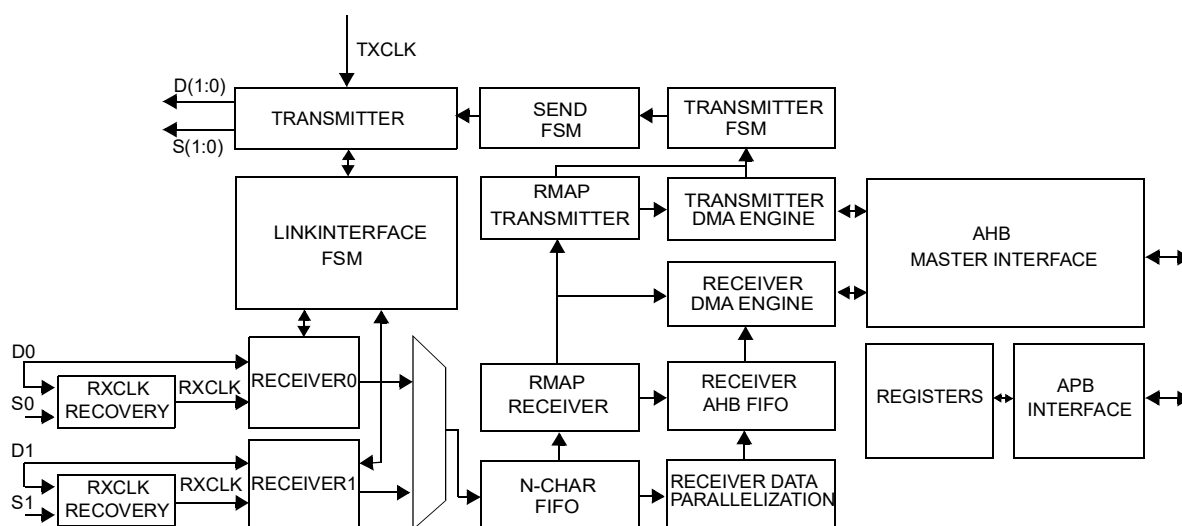 TXCLK
D(1:0)
S(1:0)
TRANSMITTER
SEND
FSM
TRANSMITTER
FSM
LINKINTERFACE
FSM
RMAP
TRANSMITTER
TRANSMITTER
DMA ENGINE
AHB
MASTER INTERFACE
RECEIVER
DMA ENGINE
D0
S0
RXCLK
RECOVERY
RXCLK
RECEIVER0
RMAP
RECEIVER
RECEIVER
AHB FIFO
REGISTERS
APB
INTERFACE
D1
S1
RXCLK
RECOVERY
RXCLK
RECEIVER1
N-CHAR
FIFO
RECEIVER DATA
PARALLELIZATION